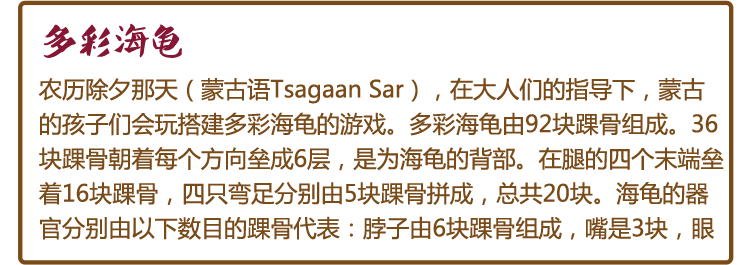 多彩海龟
农历除夕那天（蒙古语Tsagaan Sar），在大人们的指导下，蒙古
的孩子们会玩搭建多彩海龟的游戏。多彩海龟由92块踝骨组成。36
块踝骨朝着每个方向垒成6层，是为海龟的背部。在腿的四个末端垒
着16块踝骨，四只弯足分别由5块踝骨拼成，总共20块。海龟的器
官分别由以下数目的踝骨代表：脖子由6块踝骨组成，嘴是3块，眼